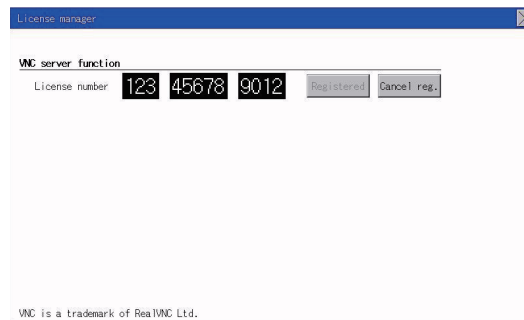 License manager
VNC server function
License number 123 45678 9012 Registered Cancel reg.
VNC is a trademark of RealVNC Ltd.